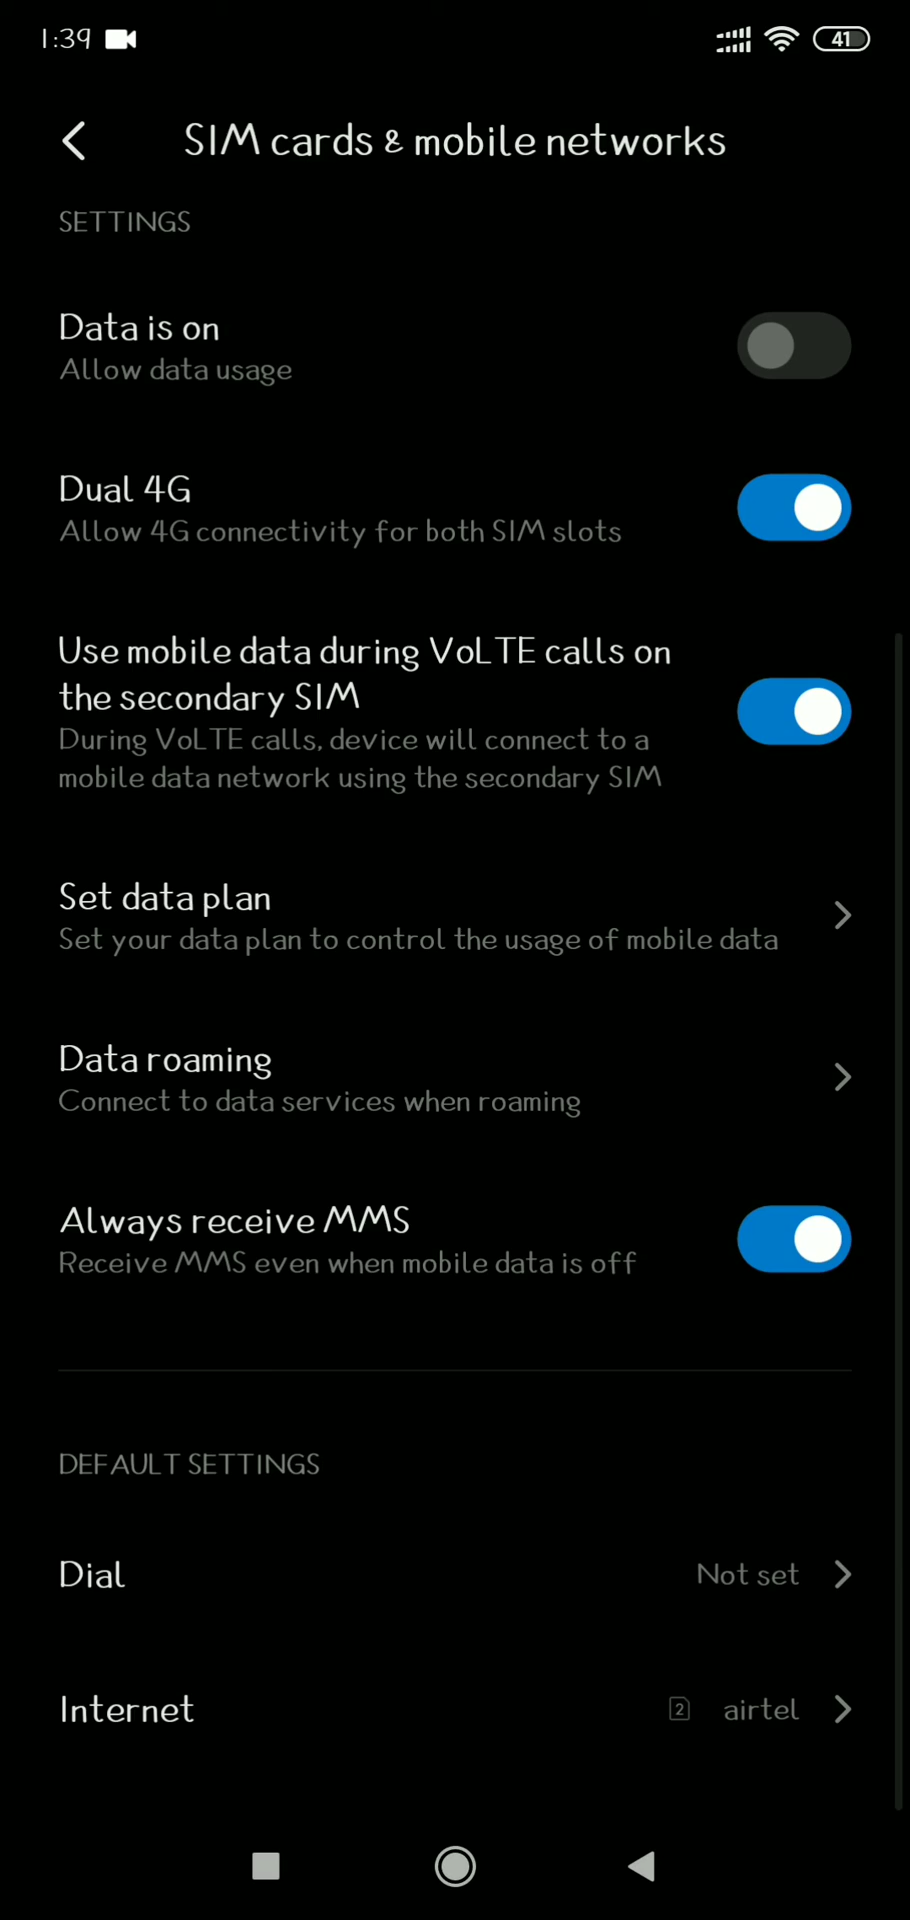 1:39 41
SIM cards & mobile networks
SETTINGS
Data is on
Allow data usage
Dual 4G
Allow 4G connectivity for both SIM slots
Use mobile data during VoLTE calls on
the secondary SIM
During VoLTE calls, device will connect to a
mobile data network using the secondary SIM
Set data plan
Set your data plan to control the usage of mobile data
Data roaming
Connect to data services when roaming
Always receive MMS
Receive MMS even when mobile data is off
DEFAULT SETTINGS
Dial Not set
Internet 2 airtel